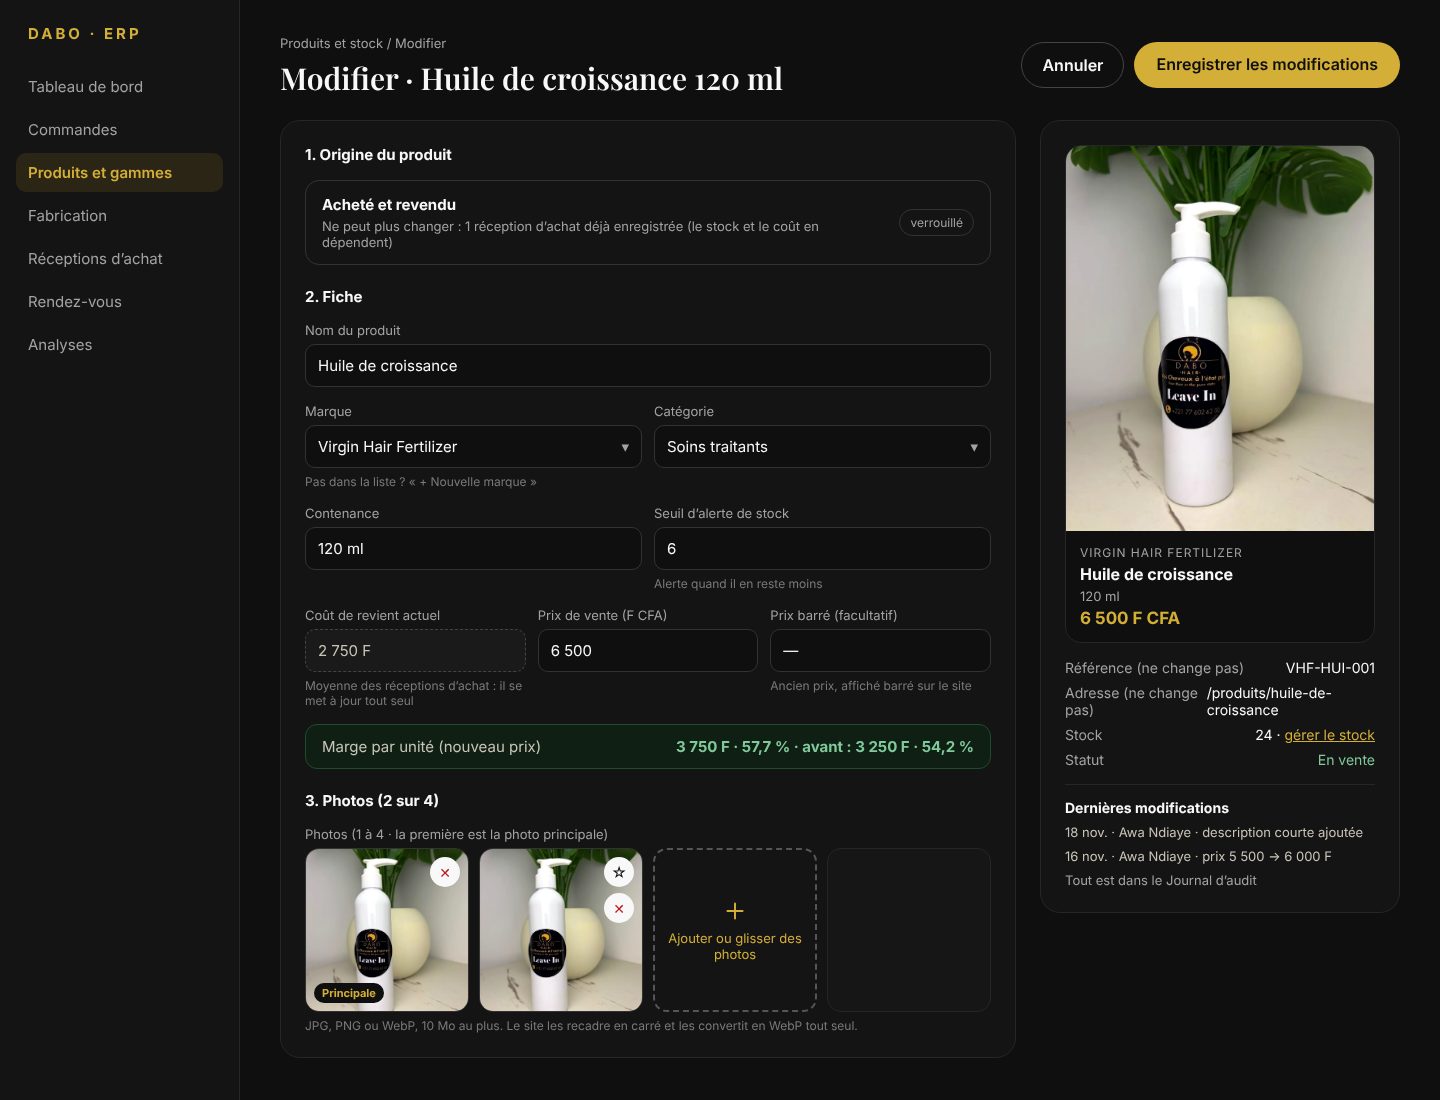 DABO · ERP
Tableau de bord
Commandes
Produits et gammes
Fabrication
Réceptions d’achat
Rendez-vous
Analyses
Produits et stock / Modifier
Modifier · Huile de croissance 120 ml
Annuler
Enregistrer les modifications
1. Origine du produit
Acheté et revendu
Ne peut plus changer : 1 réception d’achat déjà enregistrée (le stock et le coût en
dépendent)
verrouillé
2. Fiche
Nom du produit
Huile de croissance
Marque
Catégorie
Virgin Hair Fertilizer ▾
Soins traitants ▾
Pas dans la liste ? « + Nouvelle marque »
Contenance
Seuil d’alerte de stock
120 ml
6
Alerte quand il en reste moins
Coût de revient actuel
Prix de vente (F CFA)
Prix barré (facultatif)
2 750 F
6 500
—
Moyenne des réceptions d’achat : il se
met à jour tout seul
Ancien prix, affiché barré sur le site
Marge par unité (nouveau prix)
3 750 F · 57,7 % · avant : 3 250 F · 54,2 %
3. Photos (2 sur 4)
Photos (1 à 4 · la première est la photo principale)
DABO
Leave In
Principale
DABO
Leave In
Ajouter ou glisser des
photos
JPG, PNG ou WebP, 10 Mo au plus. Le site les recadre en carré et les convertit en WebP tout seul.
DABO
HAIR
Leave In
VIRGIN HAIR FERTILIZER
Huile de croissance
120 ml
6 500 F CFA
Référence (ne change pas)
VHF-HUI-001
Adresse (ne change
pas)
/produits/huile-de-
croissance
Stock
24 · gérer le stock
Statut
En vente
Dernières modifications
18 nov. · Awa Ndiaye · description courte ajoutée
16 nov. · Awa Ndiaye · prix 5 500 → 6 000 F
Tout est dans le Journal d’audit